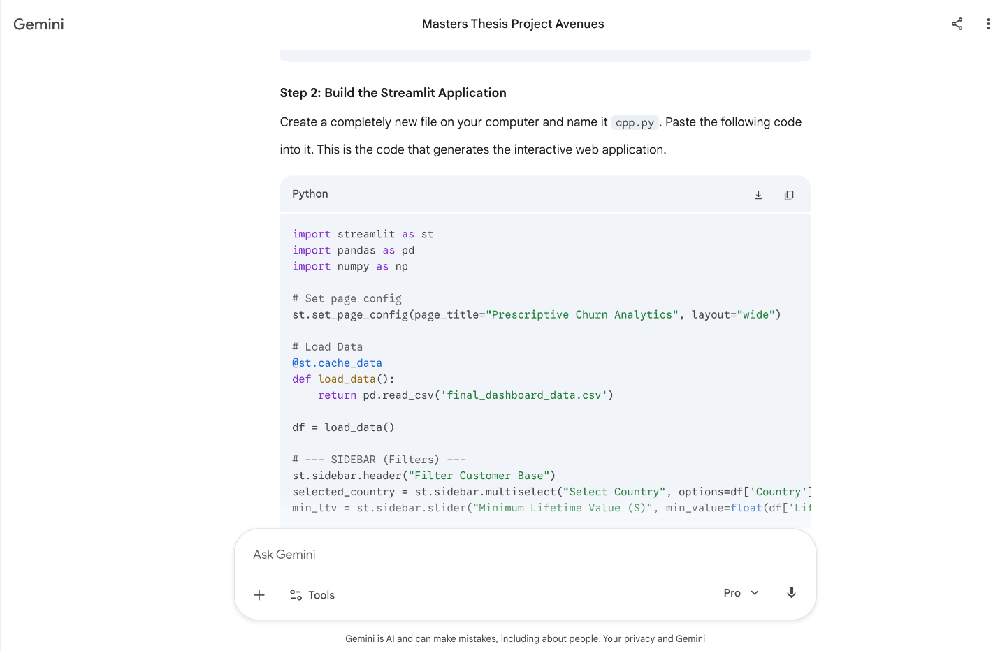 Gemini
Masters Thesis Project Avenues
Step 2: Build the Streamlit Application
Create a completely new file on your computer and name it app.py. Paste the following code
into it. This is the code that generates the interactive web application.
Python
import streamlit as st
import pandas as pd
import numpy as np
# Set page config
st.set_page_config(page_title="Prescriptive Churn Analytics", layout="wide")
# Load Data
@st.cache_data
def load_data():
    return pd.read_csv('final_dashboard_data.csv')
df = load_data()
# --- SIDEBAR (Filters) ---
st.sidebar.header("Filter Customer Base")
selected_country = st.sidebar.multiselect("Select Country", options=df['Country']
min_ltv = st.sidebar.slider("Minimum Lifetime Value ($)", min_value=float(df['Lif
Ask Gemini
Tools
Pro
Gemini is AI and can make mistakes, including about people. Your privacy and Gemini